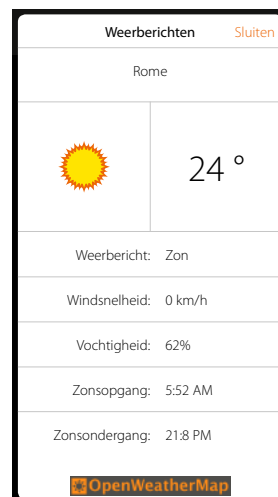 Weerberichten Sluiten
Rome
24 °
Weerbericht: Zon
Windsnelheid: 0 km/h
Vochtigheid: 62%
Zonsopgang: 5:52 AM
Zonsondergang: 21:8 PM
OpenWeatherMap